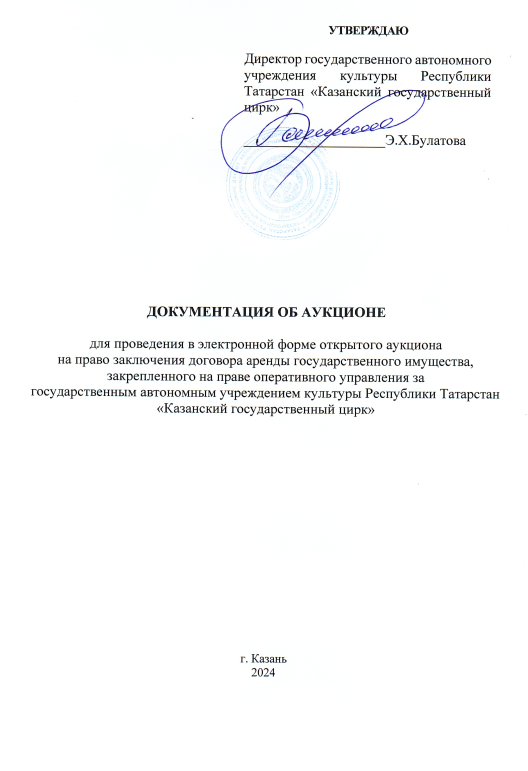 УТВЕРЖДАЮ
Директор государственного автономного
учреждения культуры Республики
Татарстан «Казанский государственный
цирк»
Э.Х.Булатова
ДОКУМЕНТАЦИЯ ОБ АУКЦИОНЕ
для проведения в электронной форме открытого аукциона
на право заключения договора аренды государственного имущества,
закрепленного на праве оперативного управления за
государственным автономным учреждением культуры Республики Татарстан
«Казанский государственный цирк»
г. Казань
2024